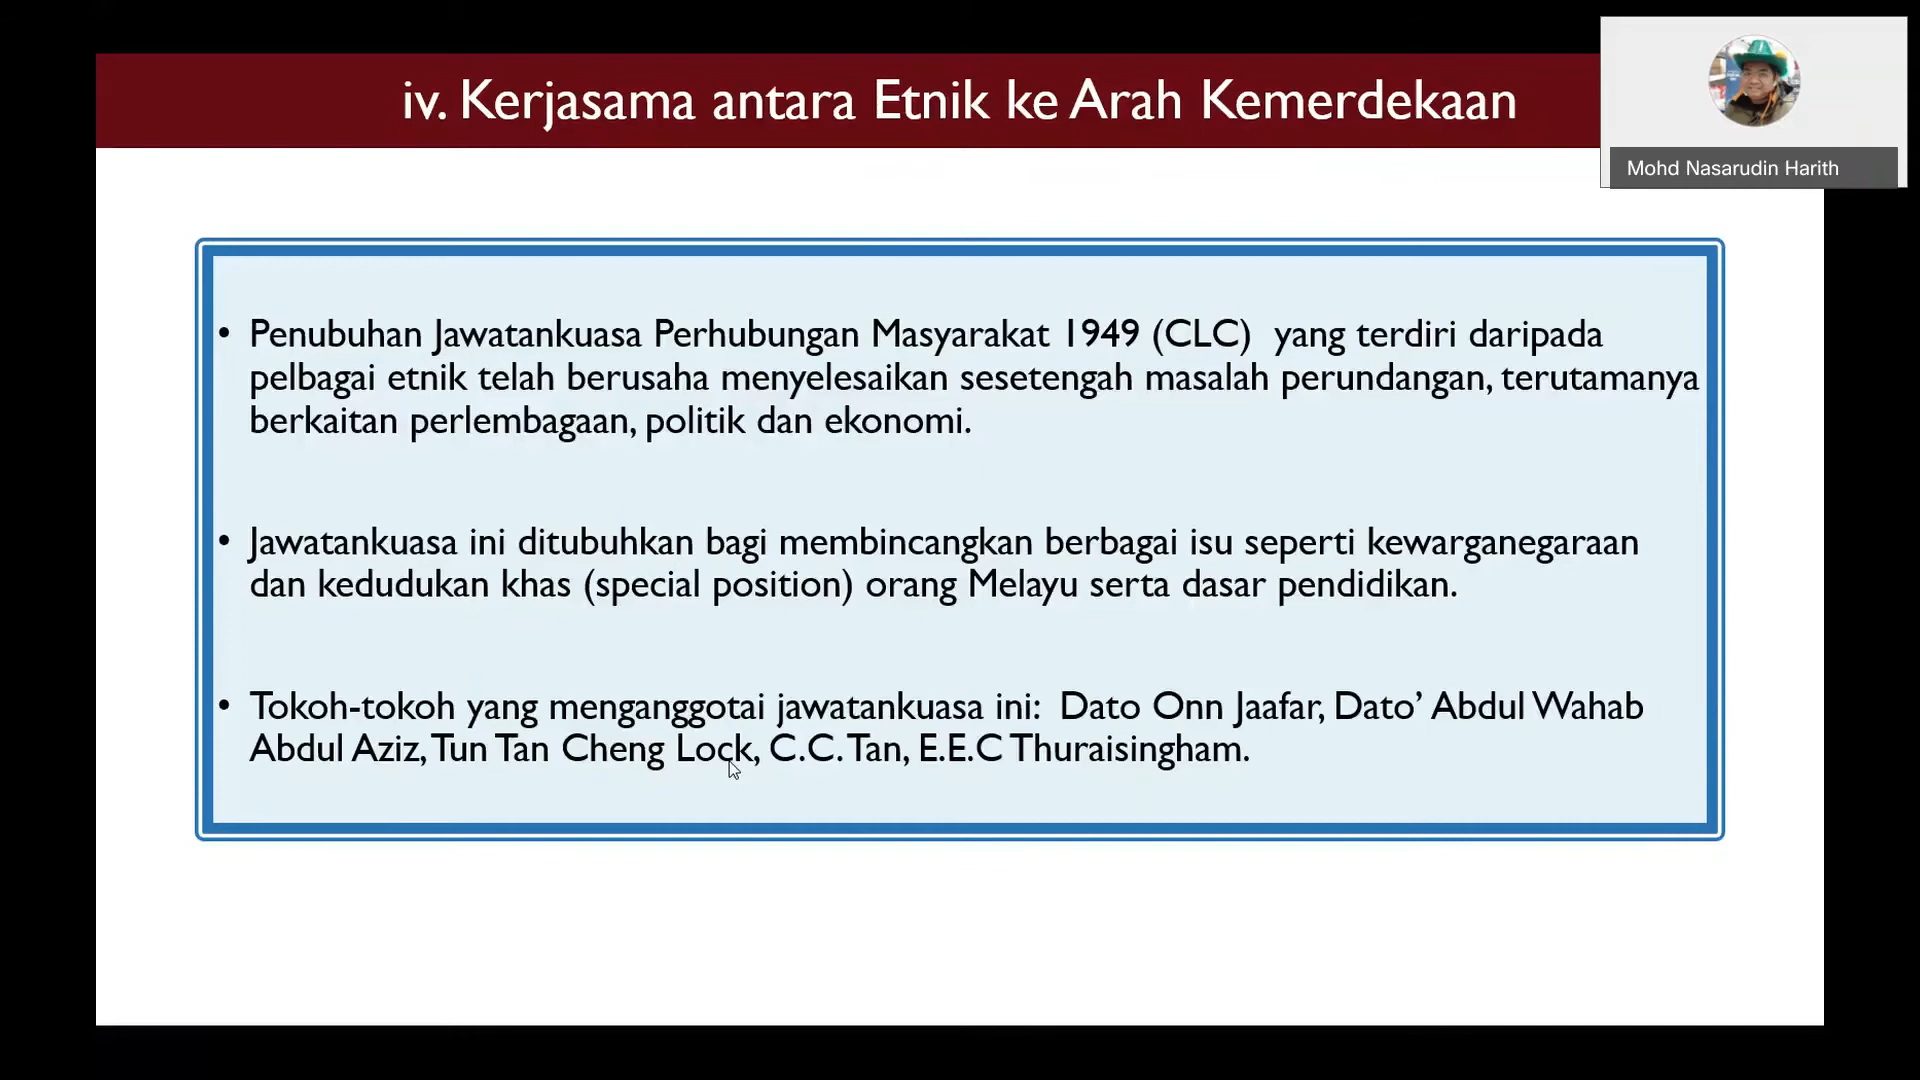 iv. Kerjasama antara Etnik ke Arah Kemerdekaan
Mohd Nasarudin Harith
• Penubuhan Jawatankuasa Perhubungan Masyarakat 1949 (CLC)  yang terdiri daripada
pelbagai etnik telah berusaha menyelesaikan sesetengah masalah perundangan, terutamanya
berkaitan perlembagaan, politik dan ekonomi.
• Jawatankuasa ini ditubuhkan bagi membincangkan berbagai isu seperti kewarganegaraan
dan kedudukan khas (special position) orang Melayu serta dasar pendidikan.
• Tokoh-tokoh yang menganggotai jawatankuasa ini:  Dato Onn Jaafar, Dato’ Abdul Wahab
Abdul Aziz, Tun Tan Cheng Lock, C.C. Tan, E.E.C Thuraisingham.